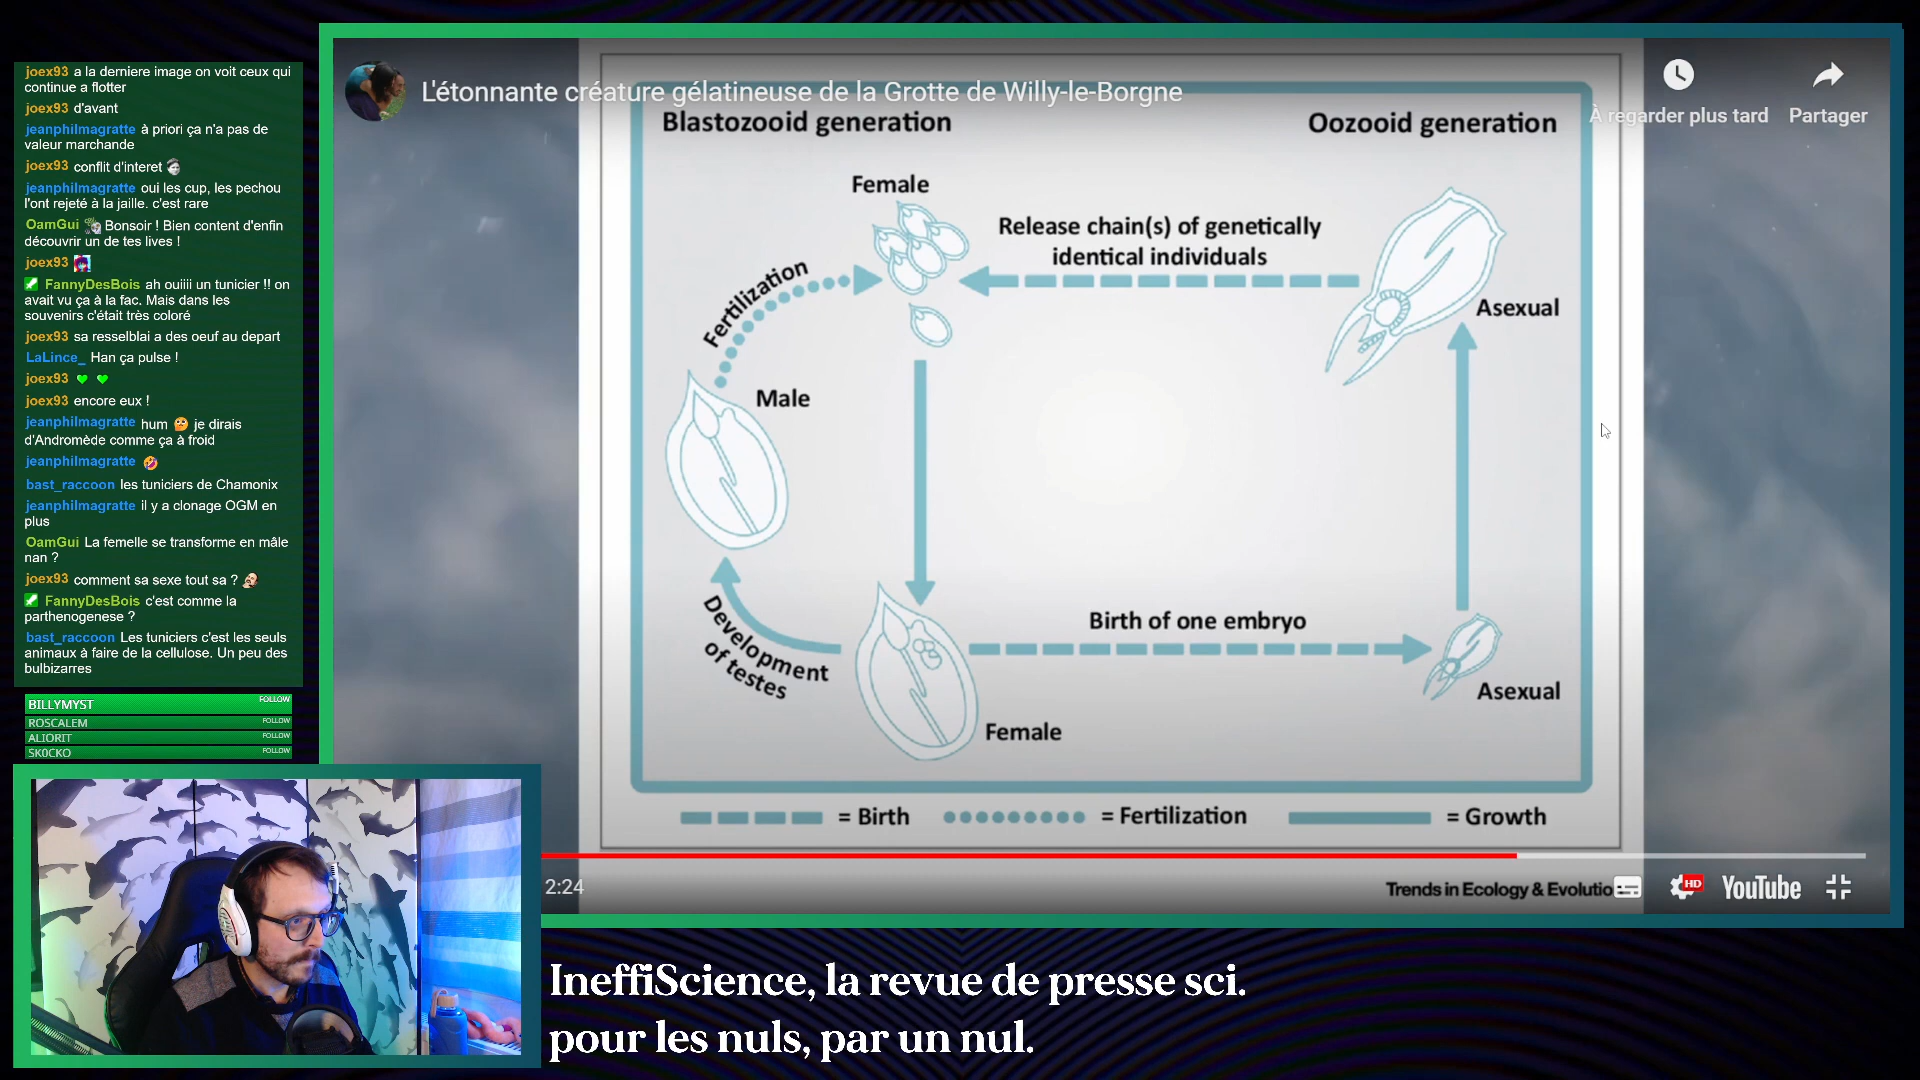 joex93 a la derniere image on voit ceux qui
continue a flotter
joex93 d'avant
jeanphilmagratte à priori ça n'a pas de
valeur marchande
joex93 conflit d'interet
jeanphilmagratte oui les cup, les pechou
l'ont rejeté à la jaille. c'est rare
OamGui Bonsoir ! Bien content d'enfin
découvrir un de tes lives !
joex93
FannyDesBois ah ouiiii un tunicier !! on
avait vu ça à la fac. Mais dans les
souvenirs c'était très coloré
joex93 sa resselblai a des oeuf au depart
LaLince_ Han ça pulse !
joex93 💚 💚
joex93 encore eux !
jeanphilmagratte hum 🤔 je dirais
d'Andromède comme ça à froid
jeanphilmagratte 🤣
bast_raccoon les tuniciers de Chamonix
jeanphilmagratte il y a clonage OGM en
plus
OamGui La femelle se transforme en mâle
nan ?
joex93 comment sa sexe tout sa ?
FannyDesBois c'est comme la
parthenogenese ?
bast_raccoon Les tuniciers c'est les seuls
animaux à faire de la cellulose. Un peu des
bulbizarres
BILLYMYST FOLLOW
ROSCALEM FOLLOW
ALIORIT FOLLOW
SK0CKO FOLLOW
L'étonnante créature gélatineuse de la Grotte de Willy-le-Borgne
À regarder plus tard
Partager
Blastozooid generation
Oozooid generation
Female
Release chain(s) of genetically
identical individuals
Fertilization
Asexual
Male
Development
of testes
Birth of one embryo
Asexual
Female
= Birth
= Fertilization
= Growth
2:24
Trends in Ecology & Evolutio
HD
YouTube
IneffiScience, la revue de presse sci.
pour les nuls, par un nul.